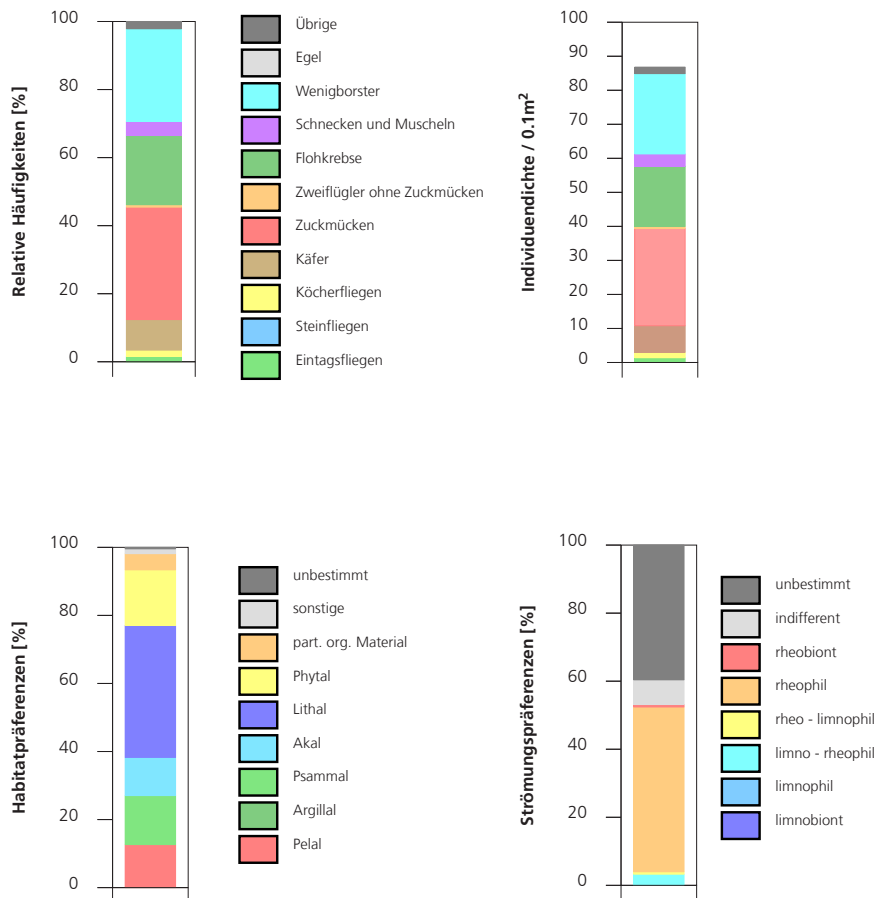 Relative Häufigkeiten [%]
100
80
60
40
20
0
Übrige
Egel
Wenigborster
Schnecken und Muscheln
Flohkrebse
Zweiflügler ohne Zuckmücken
Zuckmücken
Käfer
Köcherfliegen
Steinfliegen
Eintagsfliegen
Individuendichte / 0.1m²
100
90
80
70
60
50
40
30
20
10
0
Habitatpräferenzen [%]
100
80
60
40
20
0
unbestimmt
sonstige
part. org. Material
Phytal
Lithal
Akal
Psammal
Argillal
Pelal
Strömungspräferenzen [%]
100
80
60
40
20
0
unbestimmt
indifferent
rheobiont
rheophil
rheo - limnophil
limno - rheophil
limnophil
limnobiont